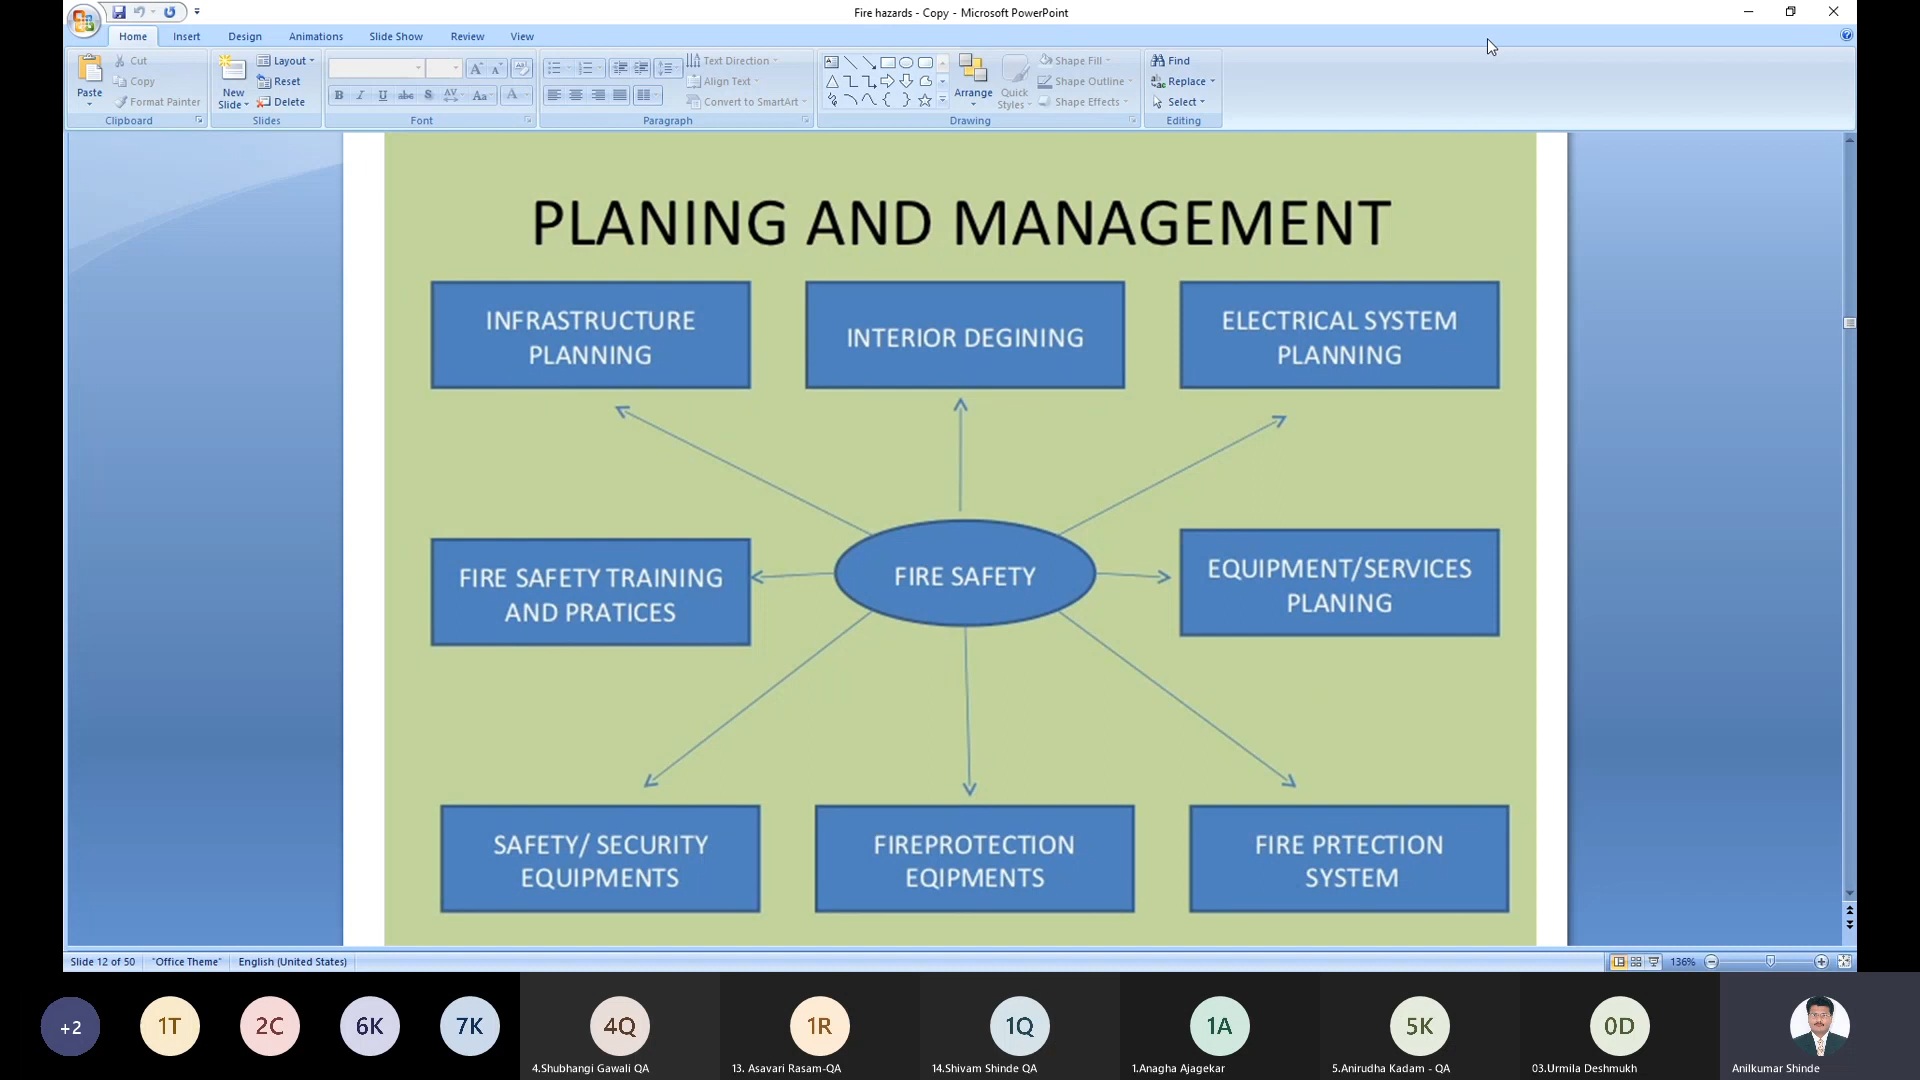 Fire hazards - Copy - Microsoft PowerPoint
Home Insert Design Animations Slide Show Review View
Paste
Cut
Copy
Format Painter
Clipboard
New Slide
Layout
Reset
Delete
Slides
B I U abc S AV Aa A
Font
Text Direction
Align Text
Convert to SmartArt
Paragraph
Arrange
Quick Styles
Shape Fill
Shape Outline
Shape Effects
Drawing
Find
Replace
Select
Editing
PLANING AND MANAGEMENT
INFRASTRUCTURE
PLANNING
INTERIOR DEGINING
ELECTRICAL SYSTEM
PLANNING
FIRE SAFETY TRAINING
AND PRATICES
FIRE SAFETY
EQUIPMENT/SERVICES
PLANING
SAFETY/ SECURITY
EQUIPMENTS
FIREPROTECTION
EQIPMENTS
FIRE PRTECTION
SYSTEM
Slide 12 of 50 "Office Theme" English (United States) 136%
+2 1T 2C 6K 7K 4Q 1R 1Q 1A 5K 0D
4.Shubhangi Gawali QA 13. Asavari Rasam-QA 14.Shivam Shinde QA 1.Anagha Ajagekar 5.Anirudha Kadam - QA 03.Urmila Deshmukh Anilkumar Shinde